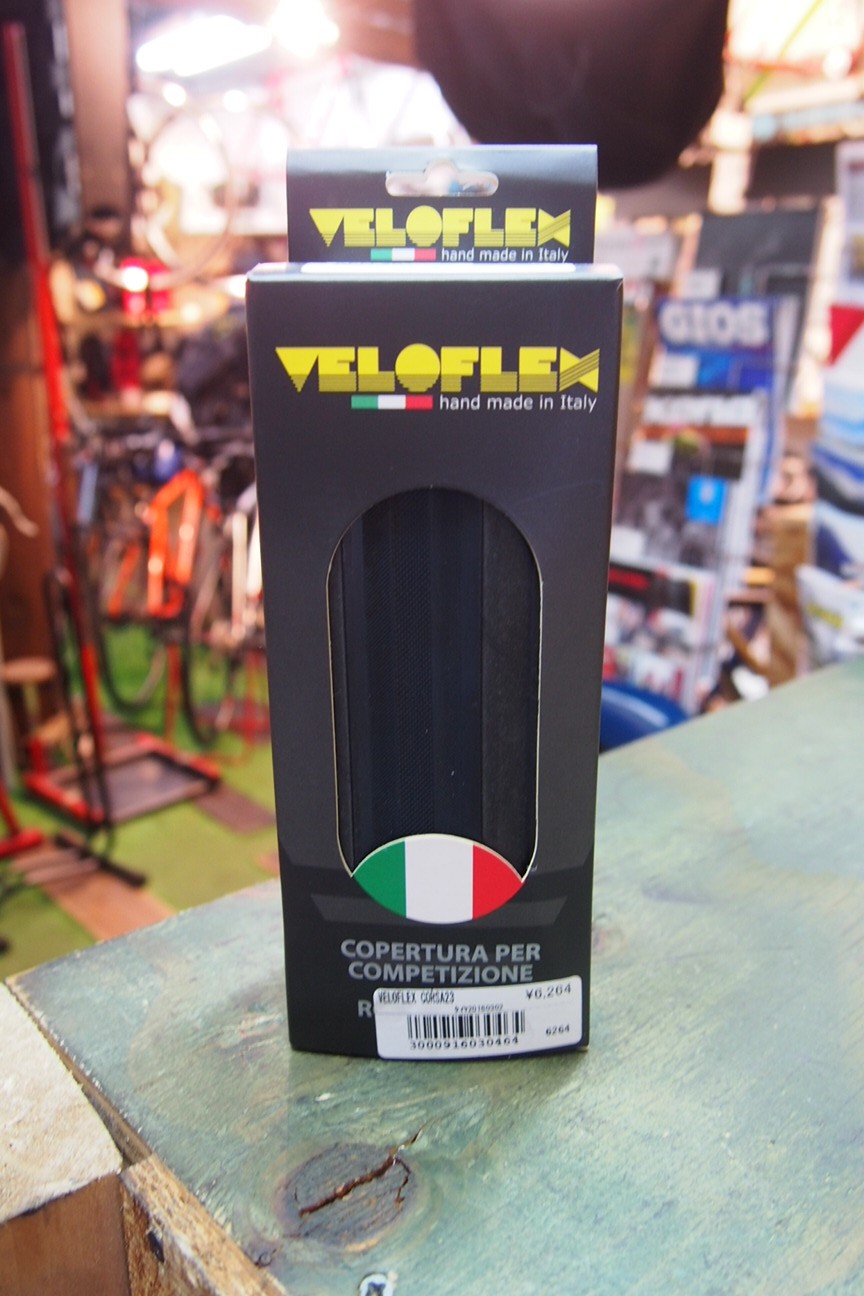 VELOFLEX
hand made in Italy
VELOFLEX
hand made in Italy
GIOS
COPERTURA PER
COMPETIZIONE
R
VELOFLEX CORSA23
¥6,264
6264
3000916030464